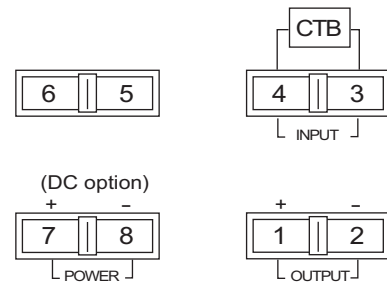 CTB
6 5
4 3
INPUT
(DC option)
+ –
7 8
POWER
+ –
1 2
OUTPUT